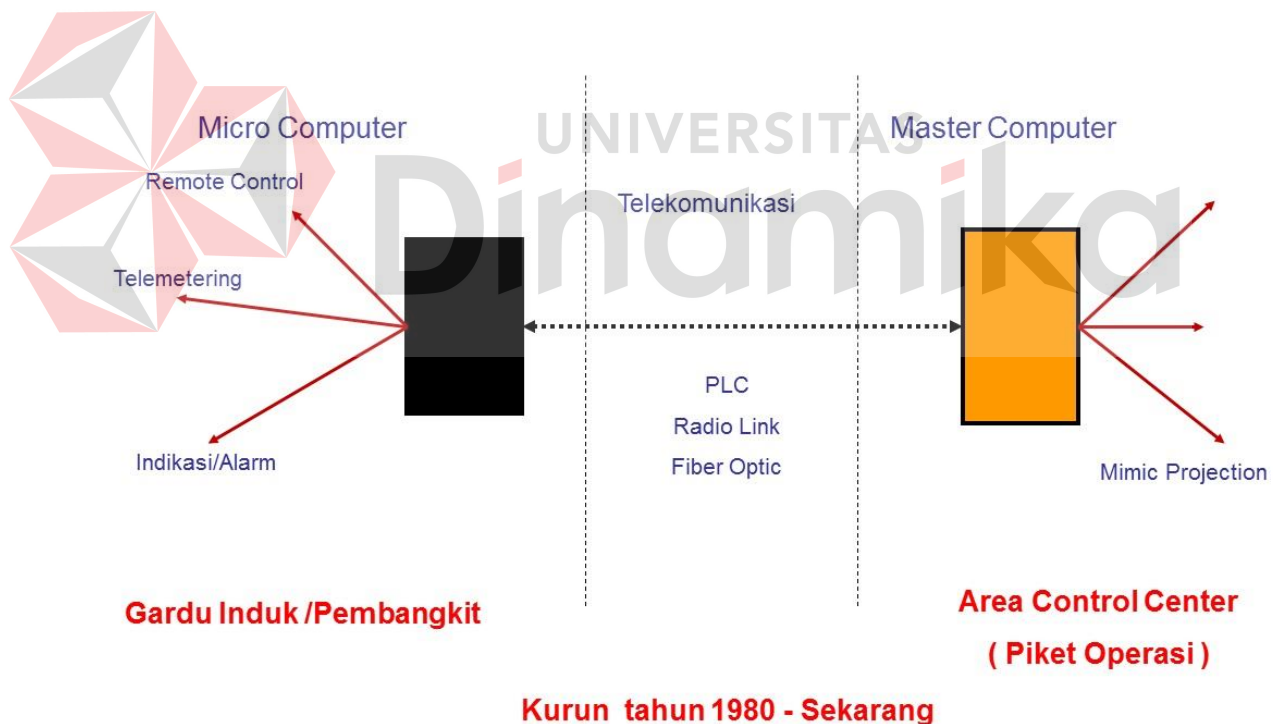 UNIVERSITAS
Dinamika
Micro Computer
Master Computer
Remote Control
Telekomunikasi
Telemetering
PLC
Radio Link
Fiber Optic
Indikasi/Alarm
Mimic Projection
Gardu Induk /Pembangkit
Area Control Center
( Piket Operasi )
Kurun tahun 1980 - Sekarang